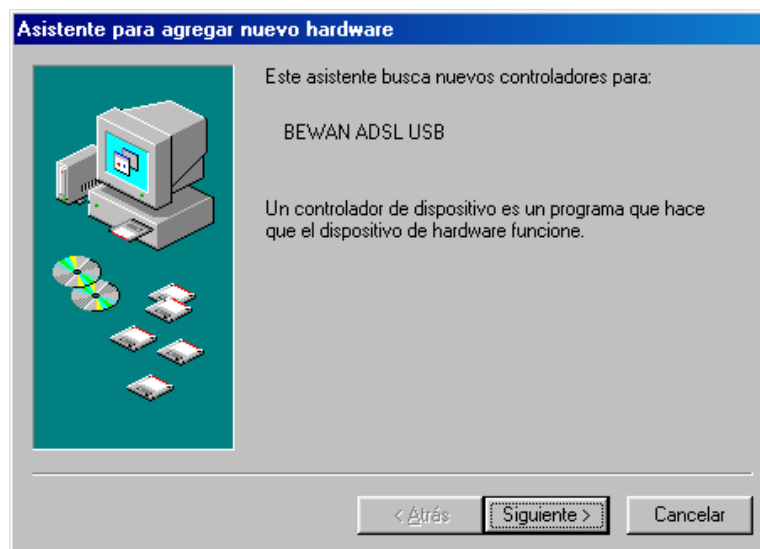 Asistente para agregar nuevo hardware
Este asistente busca nuevos controladores para:
BEWAN ADSL USB
Un controlador de dispositivo es un programa que hace
que el dispositivo de hardware funcione.
< Atrás
Siguiente >
Cancelar